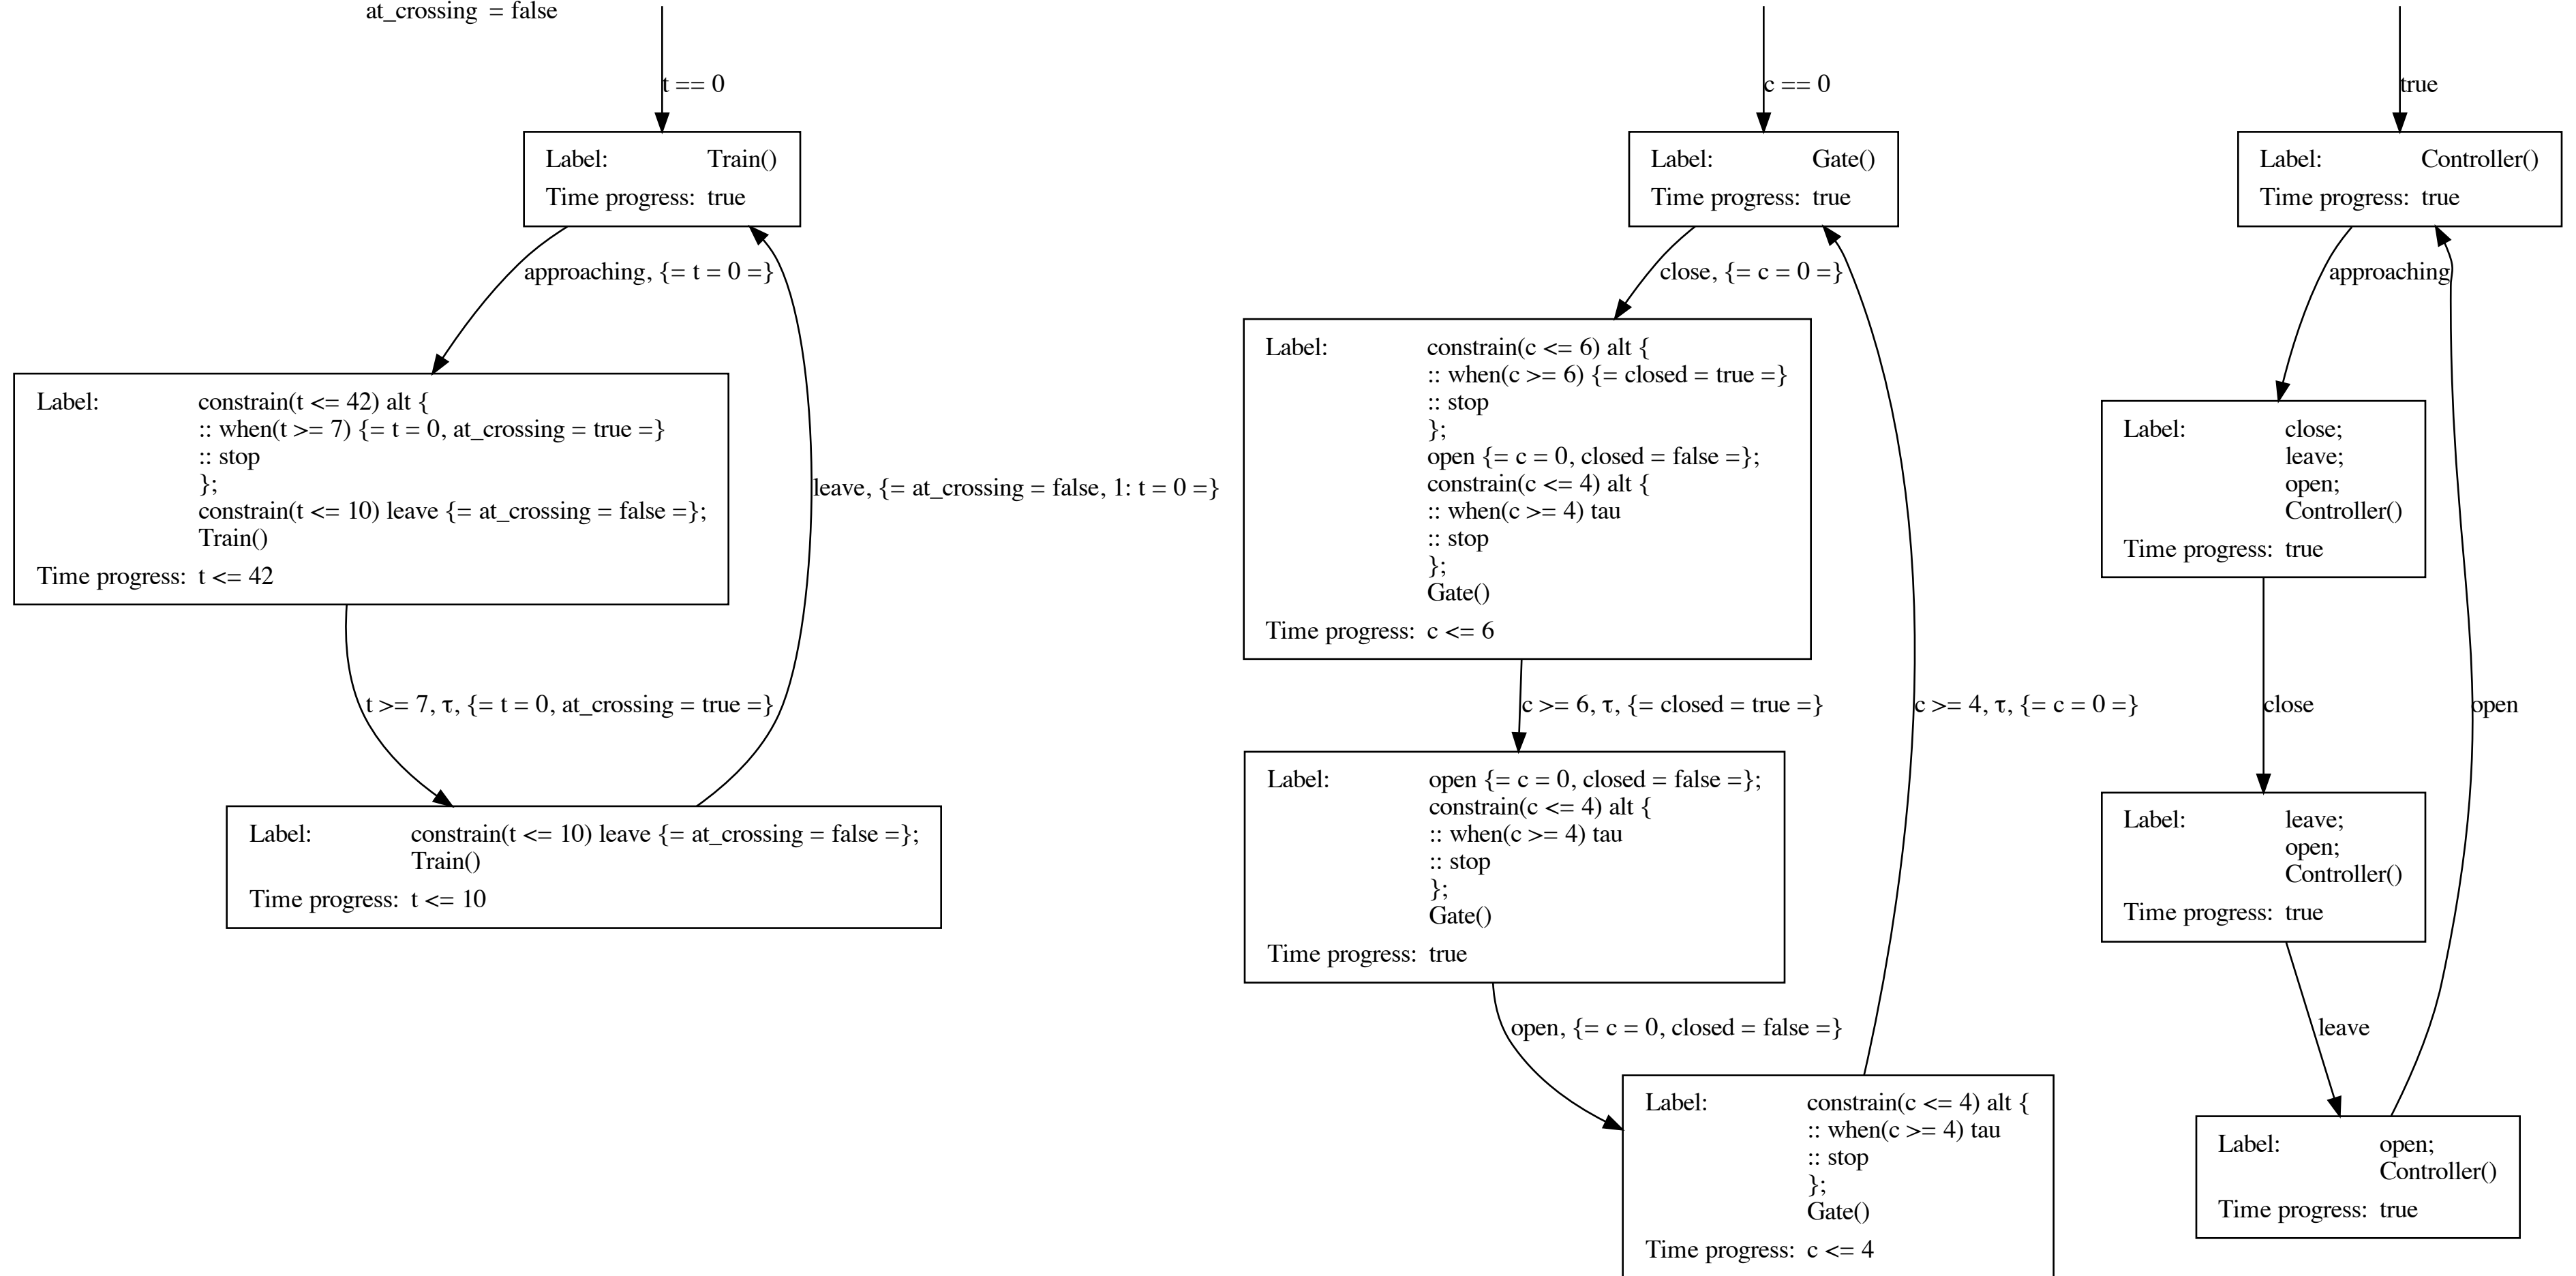 at_crossing = false
t == 0
Label: Train()
Time progress: true
approaching, {= t = 0 =}
Label: constrain(t <= 42) alt {
:: when(t >= 7) {= t = 0, at_crossing = true =}
:: stop
};
constrain(t <= 10) leave {= at_crossing = false =};
Train()
Time progress: t <= 42
leave, {= at_crossing = false, 1: t = 0 =}
t >= 7, τ, {= t = 0, at_crossing = true =}
Label: constrain(t <= 10) leave {= at_crossing = false =};
Train()
Time progress: t <= 10
c == 0
Label: Gate()
Time progress: true
close, {= c = 0 =}
Label: constrain(c <= 6) alt {
:: when(c >= 6) {= closed = true =}
:: stop
};
open {= c = 0, closed = false =};
constrain(c <= 4) alt {
:: when(c >= 4) tau
:: stop
};
Gate()
Time progress: c <= 6
c >= 6, τ, {= closed = true =}
c >= 4, τ, {= c = 0 =}
Label: open {= c = 0, closed = false =};
constrain(c <= 4) alt {
:: when(c >= 4) tau
:: stop
};
Gate()
Time progress: true
open, {= c = 0, closed = false =}
Label: constrain(c <= 4) alt {
:: when(c >= 4) tau
:: stop
};
Gate()
Time progress: c <= 4
true
Label: Controller()
Time progress: true
approaching
Label: close;
leave;
open;
Controller()
Time progress: true
close
open
Label: leave;
open;
Controller()
Time progress: true
leave
Label: open;
Controller()
Time progress: true